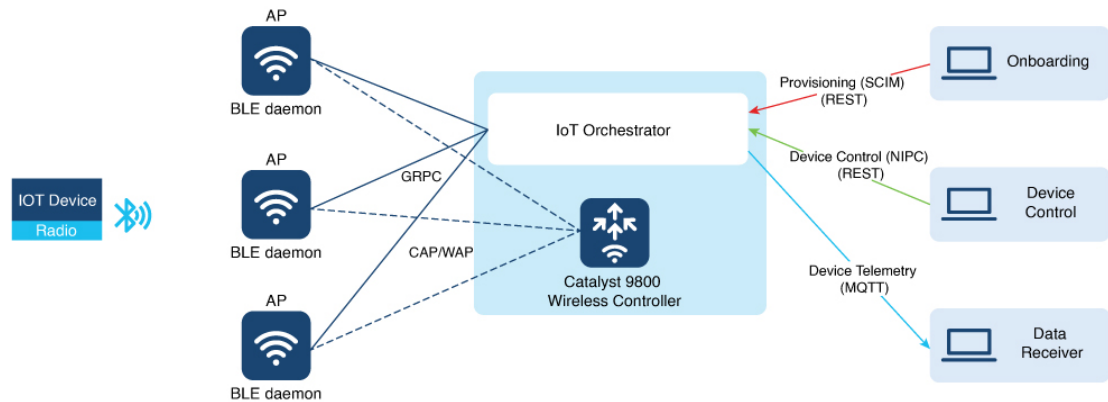 AP
BLE daemon
AP
BLE daemon
AP
BLE daemon
IOT Device
Radio
GRPC
CAP/WAP
IoT Orchestrator
Catalyst 9800
Wireless Controller
Provisioning (SCIM)
(REST)
Device Control (NIPC)
(REST)
Device Telemetry
(MQTT)
Onboarding
Device
Control
Data
Receiver